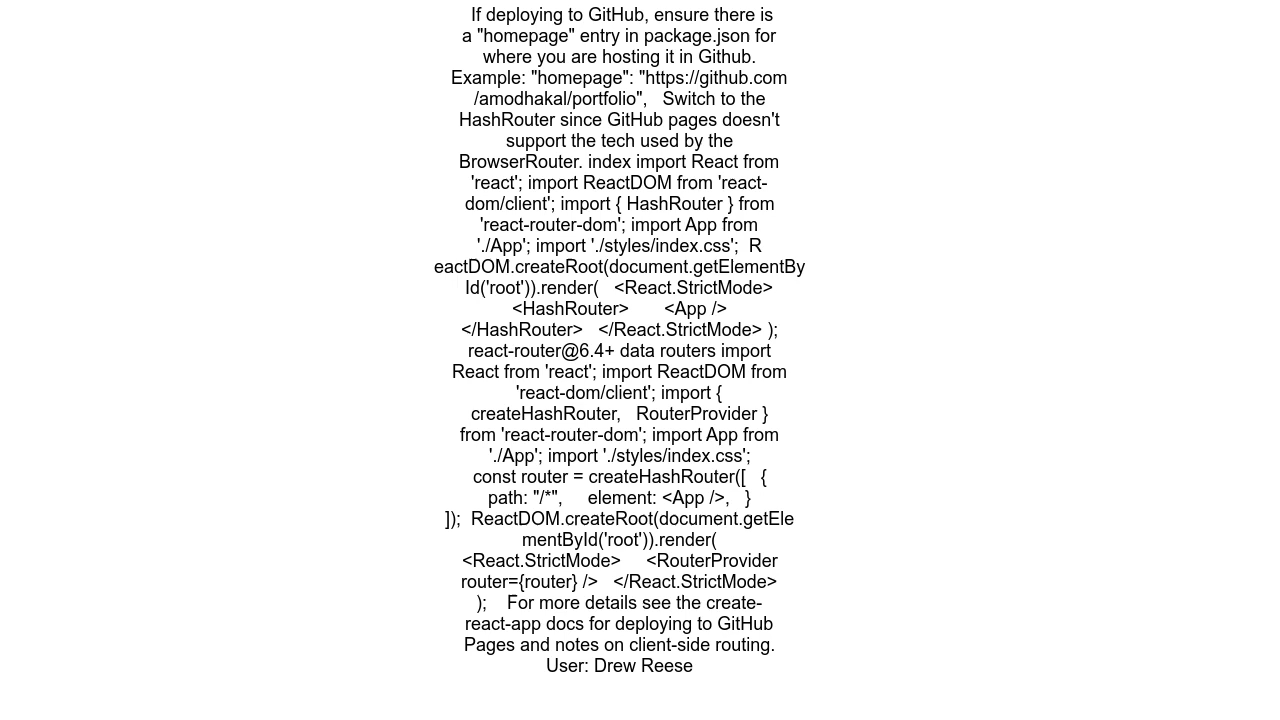 If deploying to GitHub, ensure there is
a "homepage" entry in package.json for
where you are hosting it in Github.
Example: "homepage": "https://github.com
/amodhakal/portfolio",   Switch to the
HashRouter since GitHub pages doesn't
support the tech used by the
BrowserRouter. index import React from
'react'; import ReactDOM from 'react-
dom/client'; import { HashRouter } from
'react-router-dom'; import App from
'./App'; import './styles/index.css';  R
eactDOM.createRoot(document.getElementBy
Id('root')).render(   <React.StrictMode>
<HashRouter>       <App />
</HashRouter>   </React.StrictMode> );
react-router@6.4+ data routers import
React from 'react'; import ReactDOM from
'react-dom/client'; import {
createHashRouter,   RouterProvider }
from 'react-router-dom'; import App from
'./App'; import './styles/index.css';
const router = createHashRouter([   {
path: "/*",     element: <App />,   }
]);  ReactDOM.createRoot(document.getEle
mentById('root')).render(
<React.StrictMode>     <RouterProvider
router={router} />   </React.StrictMode>
);    For more details see the create-
react-app docs for deploying to GitHub
Pages and notes on client-side routing.
User: Drew Reese